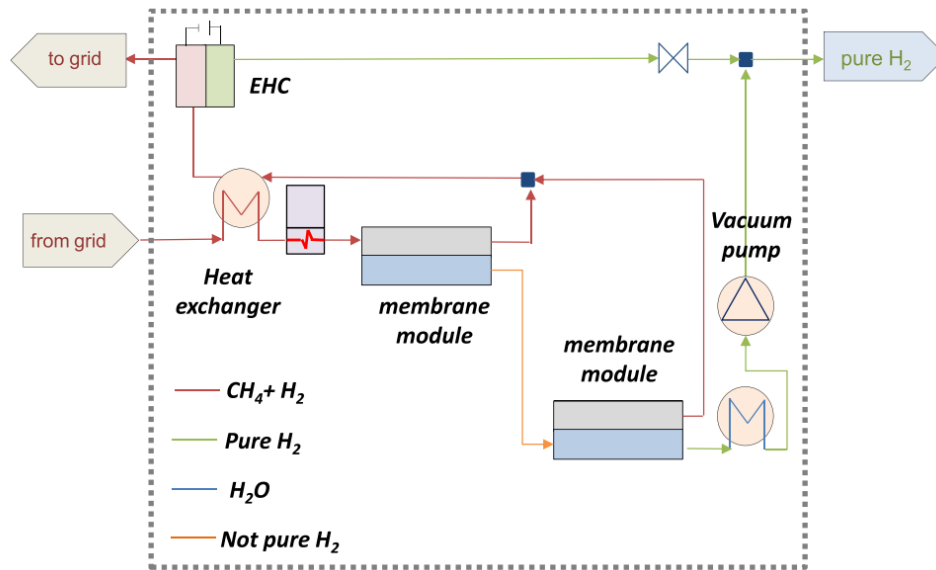 to grid
EHC
pure H₂
from grid
Heat
exchanger
membrane
module
Vacuum
pump
membrane
module
CH₄+ H₂
Pure H₂
H₂O
Not pure H₂